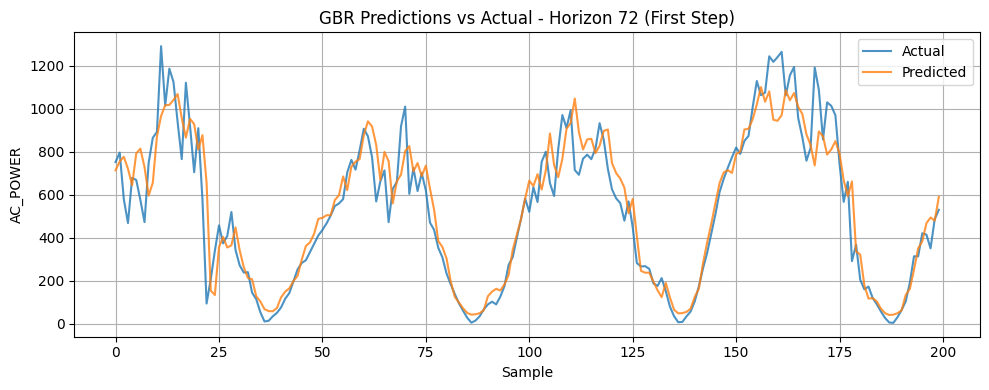 GBR Predictions vs Actual - Horizon 72 (First Step)
AC_POWER
1200
1000
800
600
400
200
0
Actual
Predicted
0 25 50 75 100 125 150 175 200
Sample